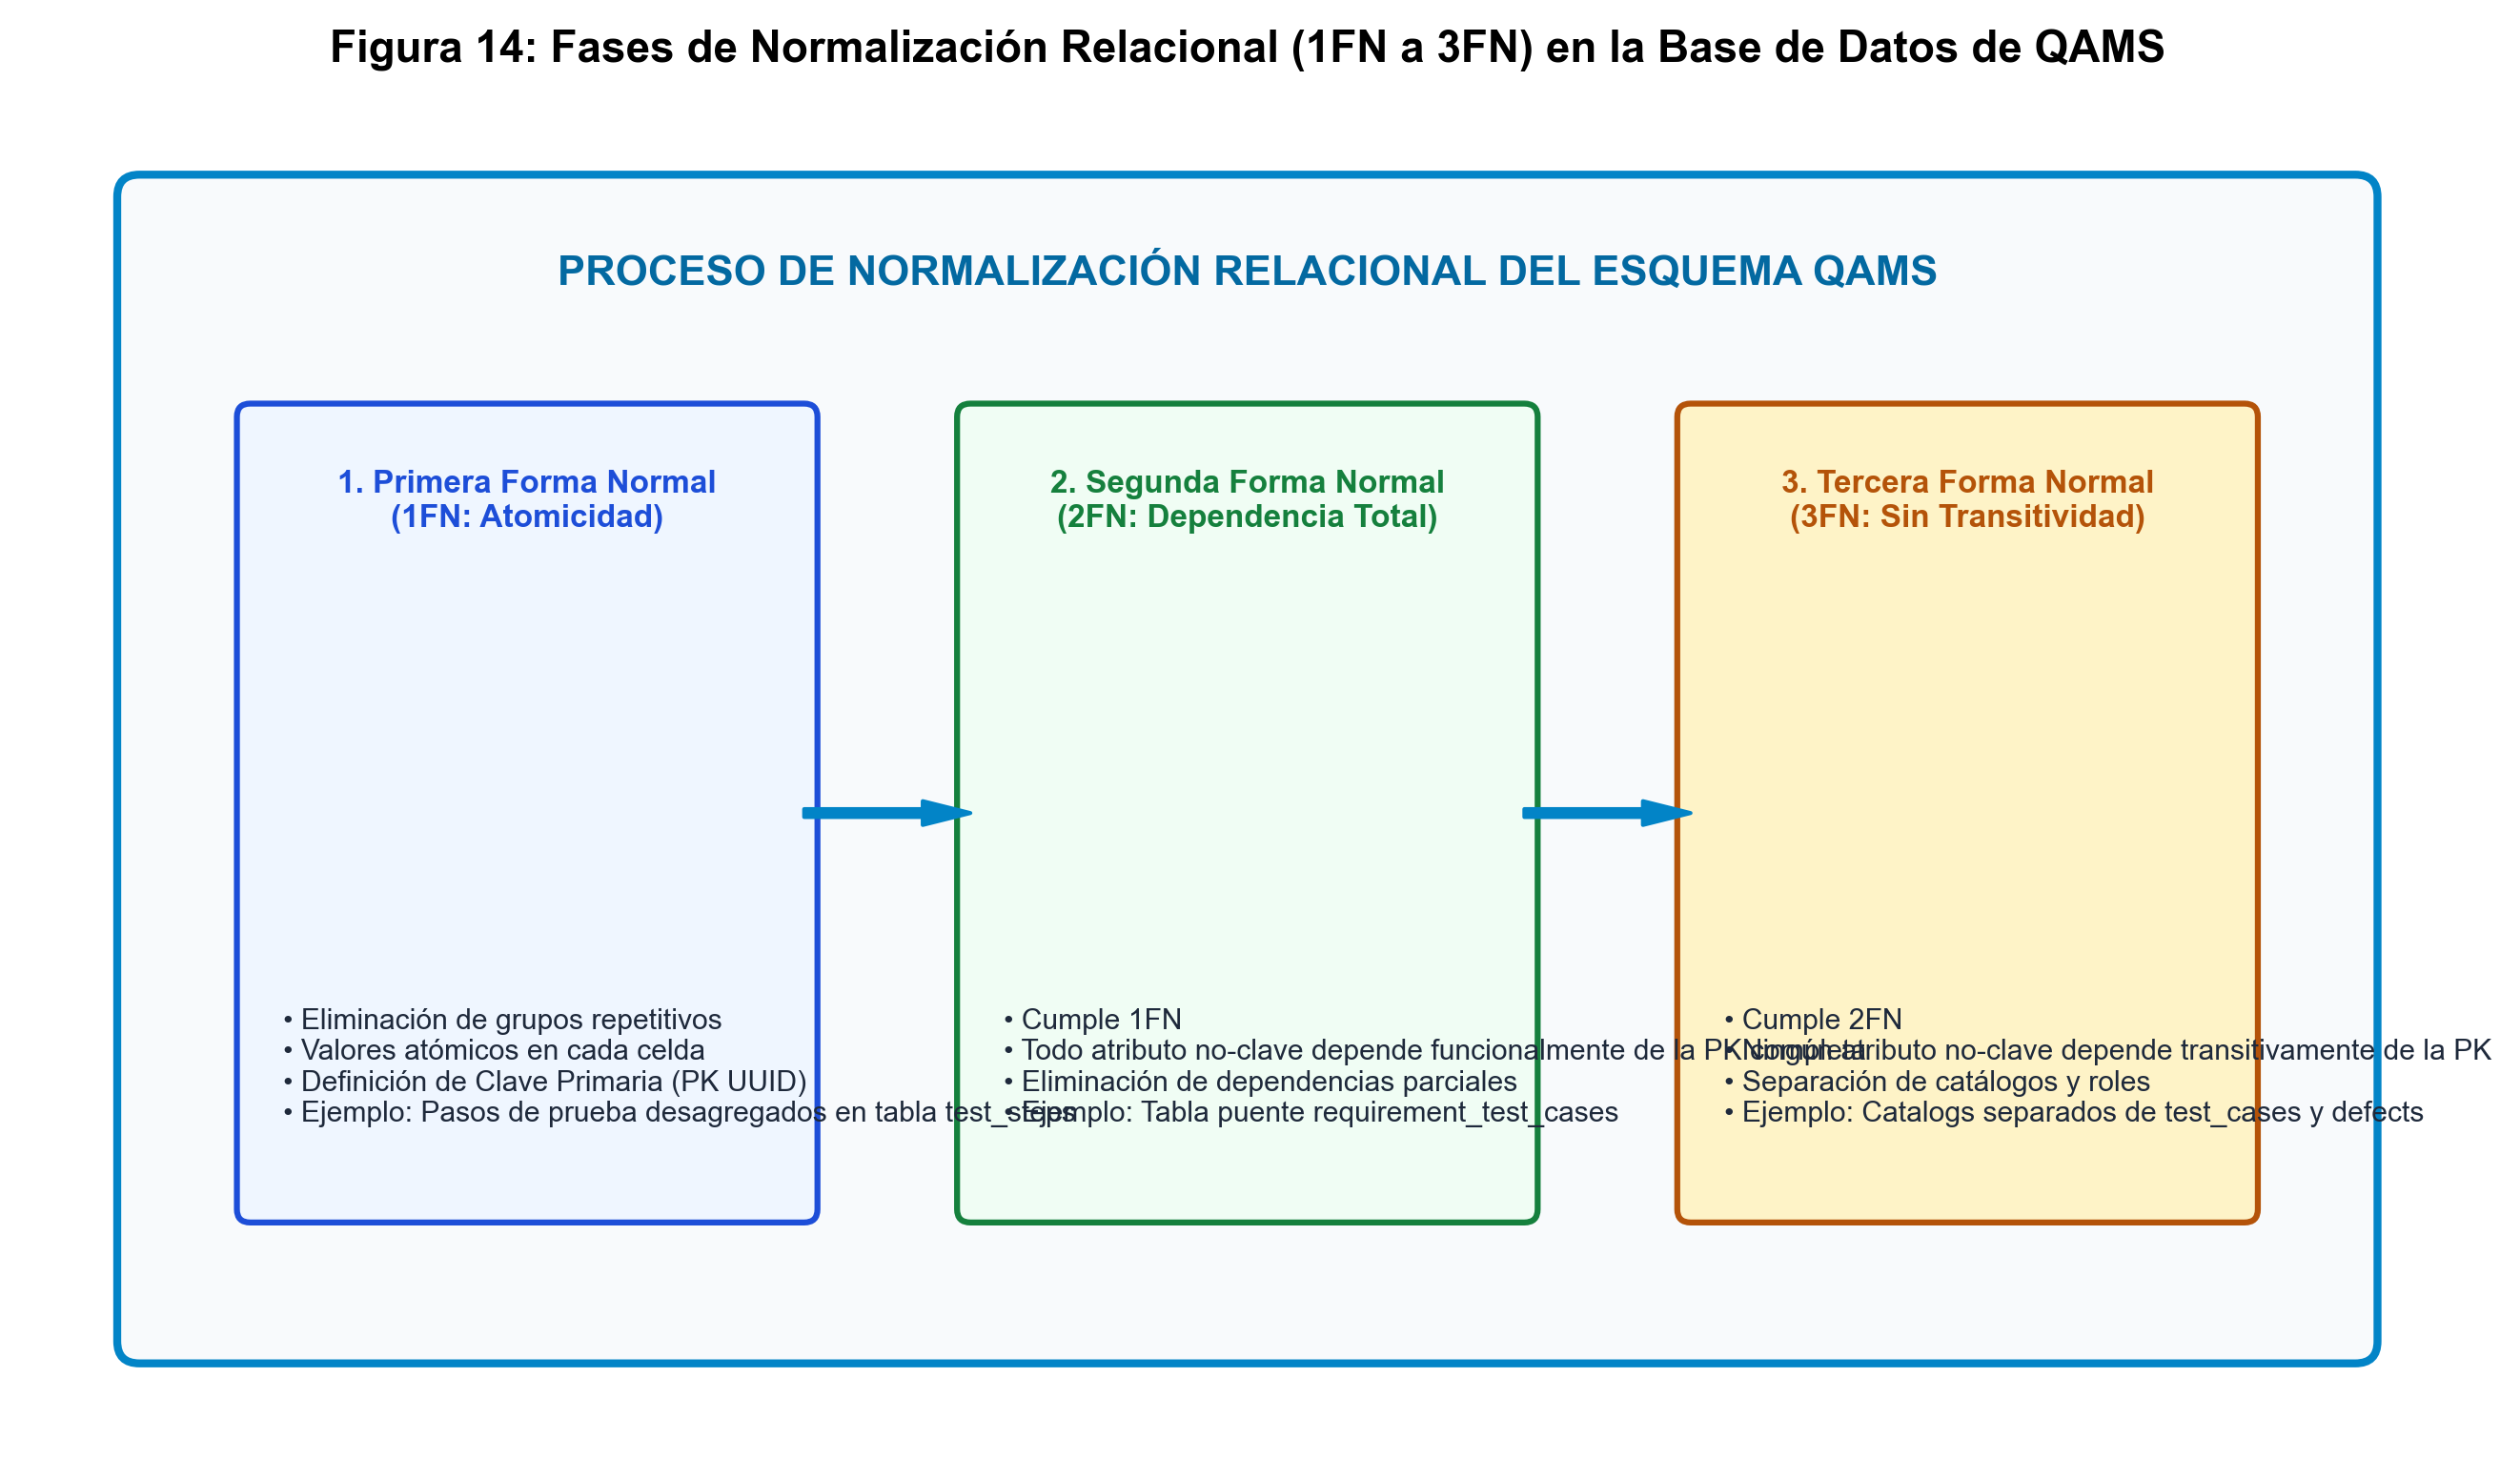 Figura 14: Fases de Normalización Relacional (1FN a 3FN) en la Base de Datos de QAMS
PROCESO DE NORMALIZACIÓN RELACIONAL DEL ESQUEMA QAMS
1. Primera Forma Normal
(1FN: Atomicidad)
• Eliminación de grupos repetitivos
• Valores atómicos en cada celda
• Definición de Clave Primaria (PK UUID)
• Ejemplo: Pasos de prueba desagregados en tabla test_steps
2. Segunda Forma Normal
(2FN: Dependencia Total)
• Cumple 1FN
• Todo atributo no-clave depende funcionalmente de la PK completa
• Eliminación de dependencias parciales
• Ejemplo: Tabla puente requirement_test_cases
3. Tercera Forma Normal
(3FN: Sin Transitividad)
• Cumple 2FN
• Ningún atributo no-clave depende transitivamente de la PK
• Separación de catálogos y roles
• Ejemplo: Catalogs separados de test_cases y defects